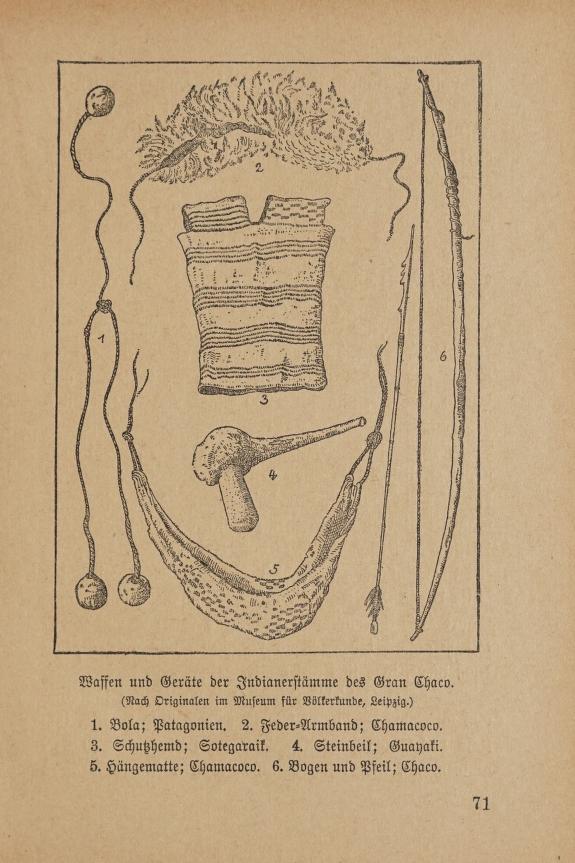 2
1
3
6
4
5
Waffen und Geräte der Indianerstämme des Gran Chaco.
(Nach Originalen im Museum für Völkerkunde, Leipzig.)
1. Bola; Patagonien. 2. Feder-Armband; Chamacoco.
3. Schutzhemd; Sotegaraik. 4. Steinbeil; Guayaki.
5. Hängematte; Chamacoco. 6. Bogen und Pfeil; Chaco.
71